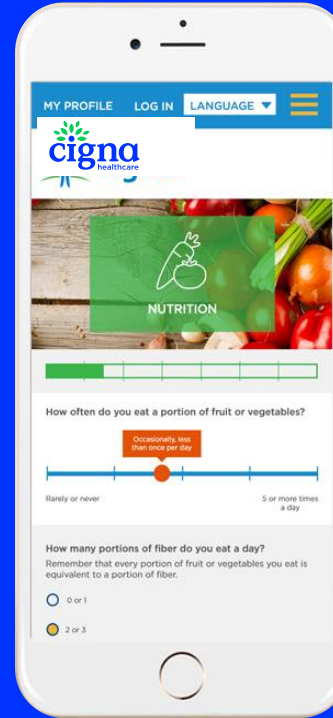 MY PROFILE LOG IN LANGUAGE
cigna
healthcare
NUTRITION
How often do you eat a portion of fruit or vegetables?
Occasionally, less
than once per day
Rarely or never
5 or more times
a day
How many portions of fiber do you eat a day?
Remember that every portion of fruit or vegetables you eat is
equivalent to a portion of fiber.
0 or 1
2 or 3